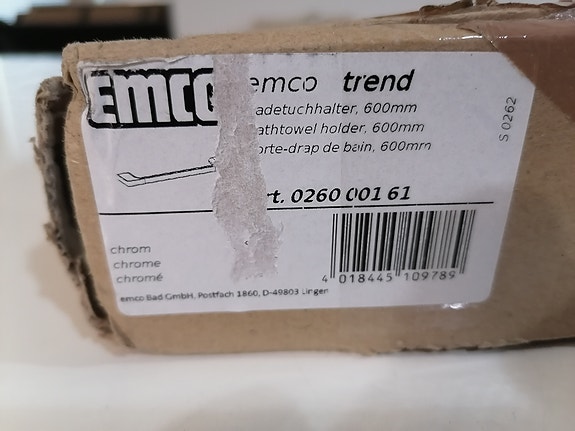 EMCO emco trend
adetuchhalter, 600mm
athtowel holder, 600mm
orte-drap de bain, 600mm
rt. 0260 001 61
S 0262
chrom
chrome
chromé
4 018445 109789
emco Bad GmbH, Postfach 1860, D-49803 Lingen